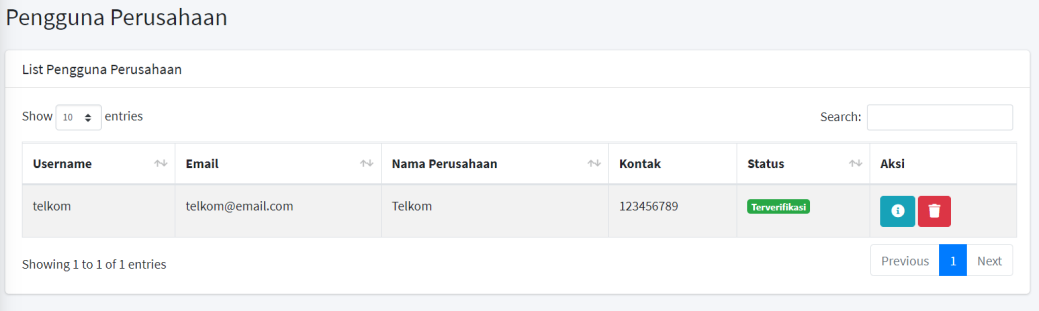 Pengguna Perusahaan
List Pengguna Perusahaan
Show 10 entries Search:
Username Email Nama Perusahaan Kontak Status Aksi
telkom telkom@email.com Telkom 123456789 Terverifikasi
Showing 1 to 1 of 1 entries Previous 1 Next